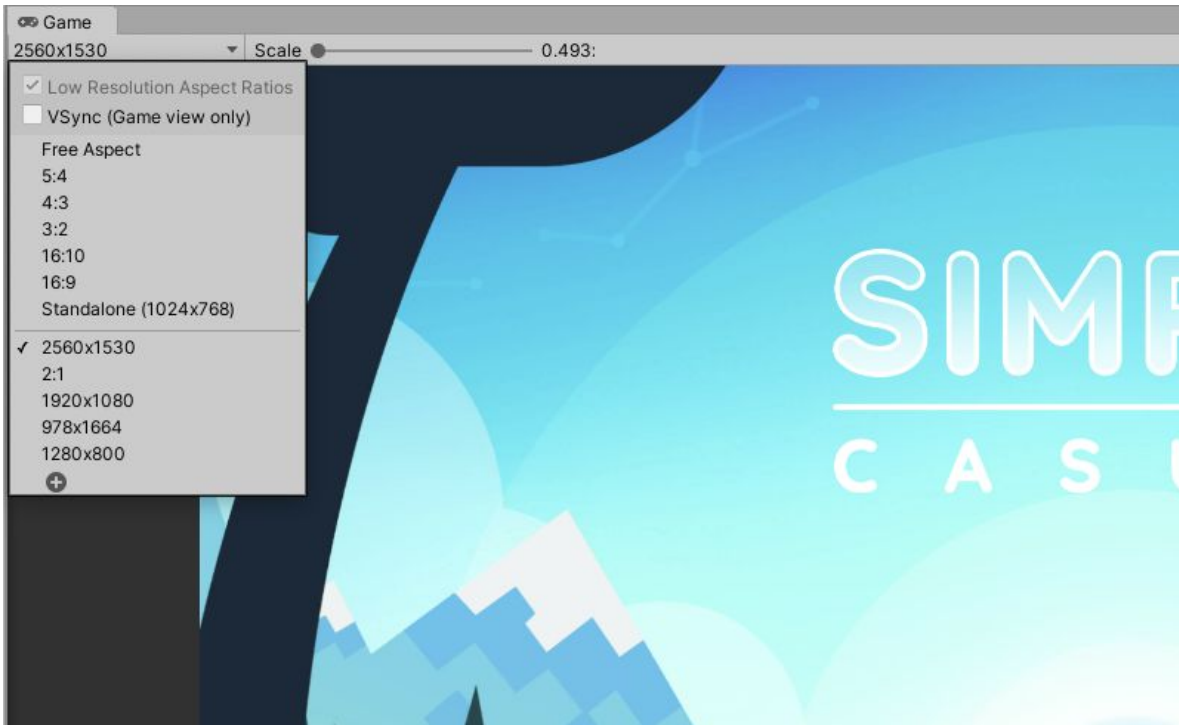 Game
2560x1530 Scale 0.493:
Low Resolution Aspect Ratios
VSync (Game view only)
Free Aspect
5:4
4:3
3:2
16:10
16:9
Standalone (1024x768)
2560x1530
2:1
1920x1080
978x1664
1280x800
SIMP
CASU